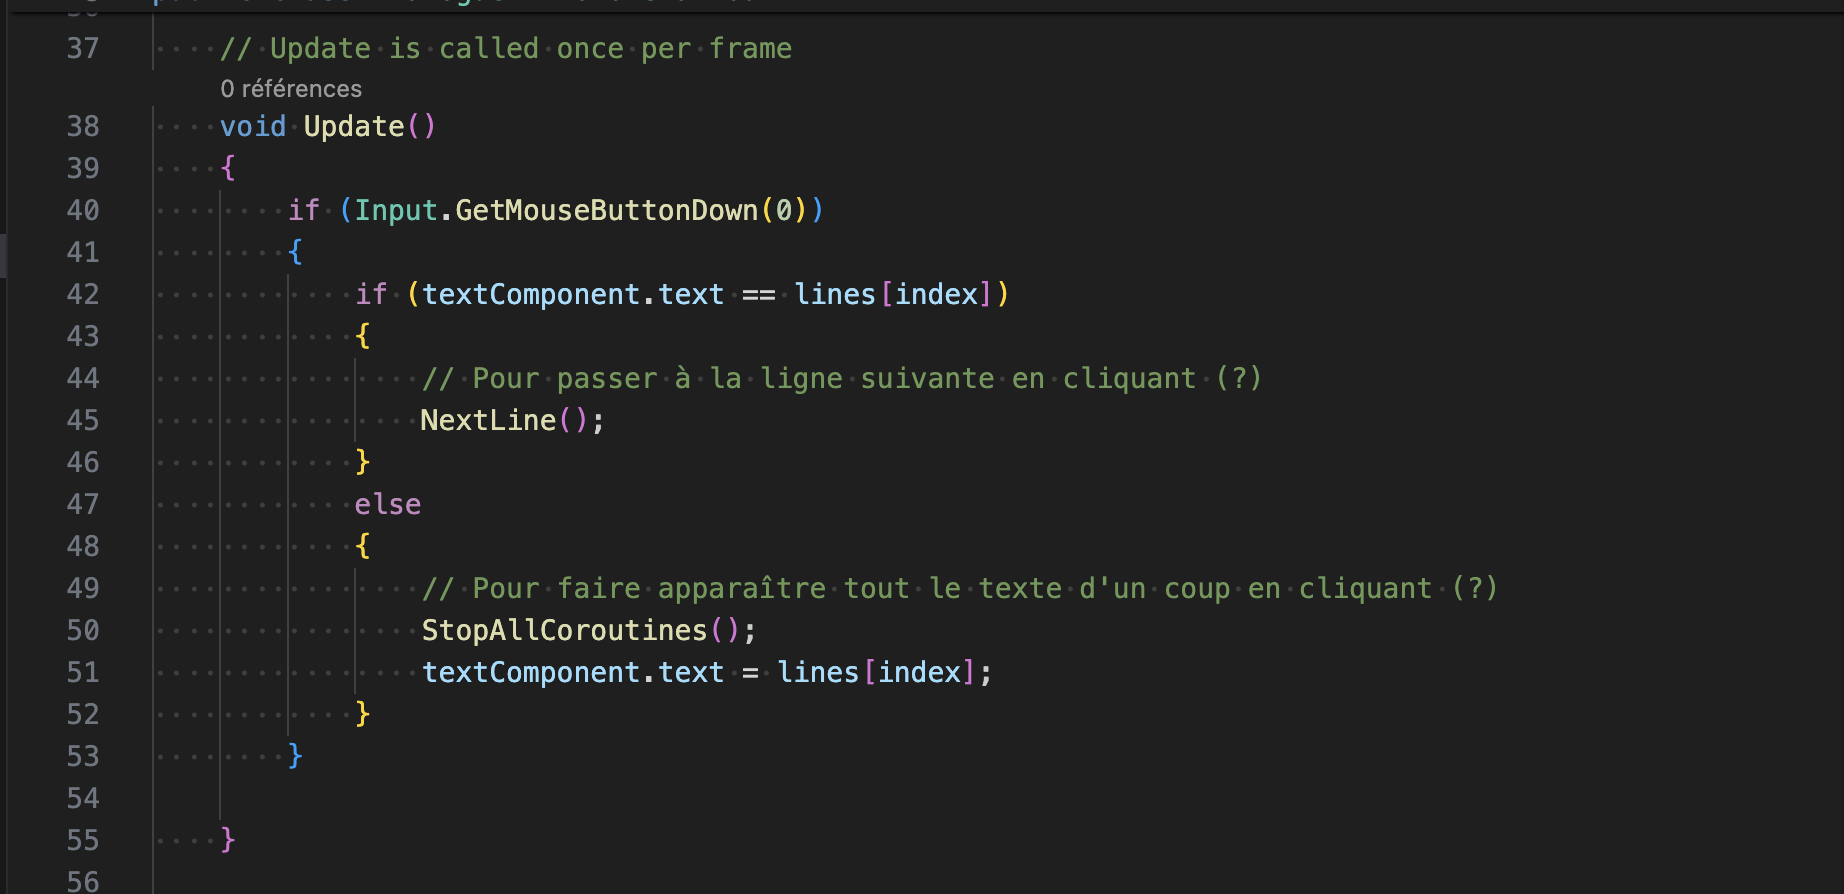 37 // Update is called once per frame
0 références
38 void Update()
39 {
40 if (Input.GetMouseButtonDown(0))
41 {
42 if (textComponent.text == lines[index])
43 {
44 // Pour passer à la ligne suivante en cliquant (?)
45 NextLine();
46 }
47 else
48 {
49 // Pour faire apparaître tout le texte d'un coup en cliquant (?)
50 StopAllCoroutines();
51 textComponent.text = lines[index];
52 }
53 }
54
55 }
56